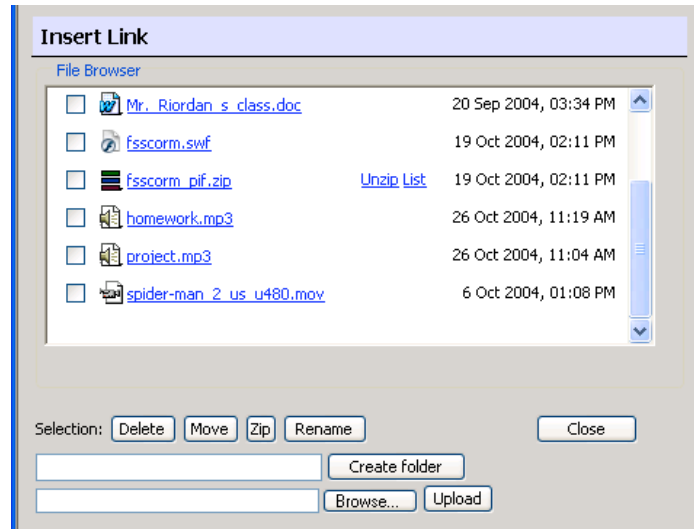 Insert Link
File Browser
Mr._Riordan_s_class.doc 20 Sep 2004, 03:34 PM
fsscorm.swf 19 Oct 2004, 02:11 PM
fsscorm_pif.zip Unzip List 19 Oct 2004, 02:11 PM
homework.mp3 26 Oct 2004, 11:19 AM
project.mp3 26 Oct 2004, 11:04 AM
spider-man_2_us_u480.mov 6 Oct 2004, 01:08 PM
Selection: Delete Move Zip Rename Close
Create folder
Browse... Upload